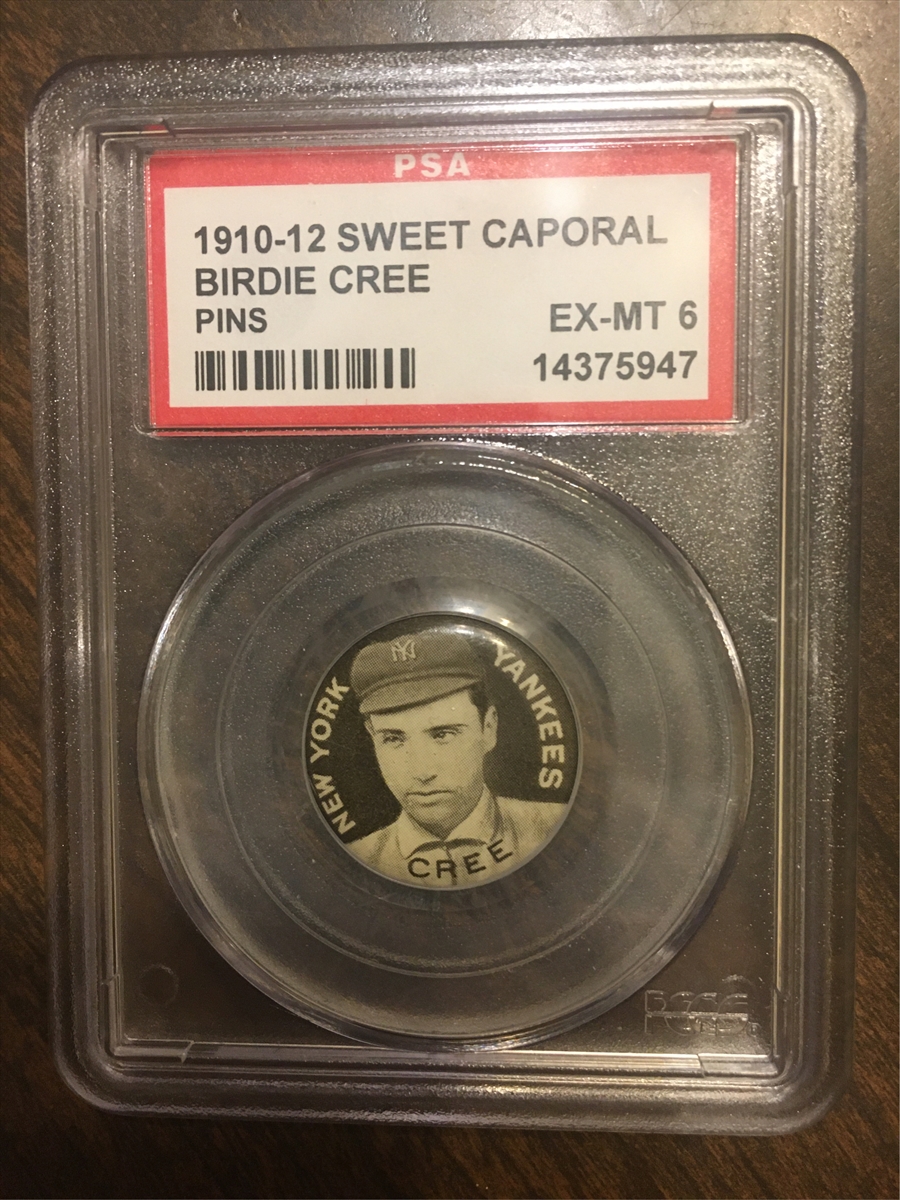 PSA
1910-12 SWEET CAPORAL
BIRDIE CREE
PINS
EX-MT 6
14375947
NY
NEW YORK
YANKEES
CREE